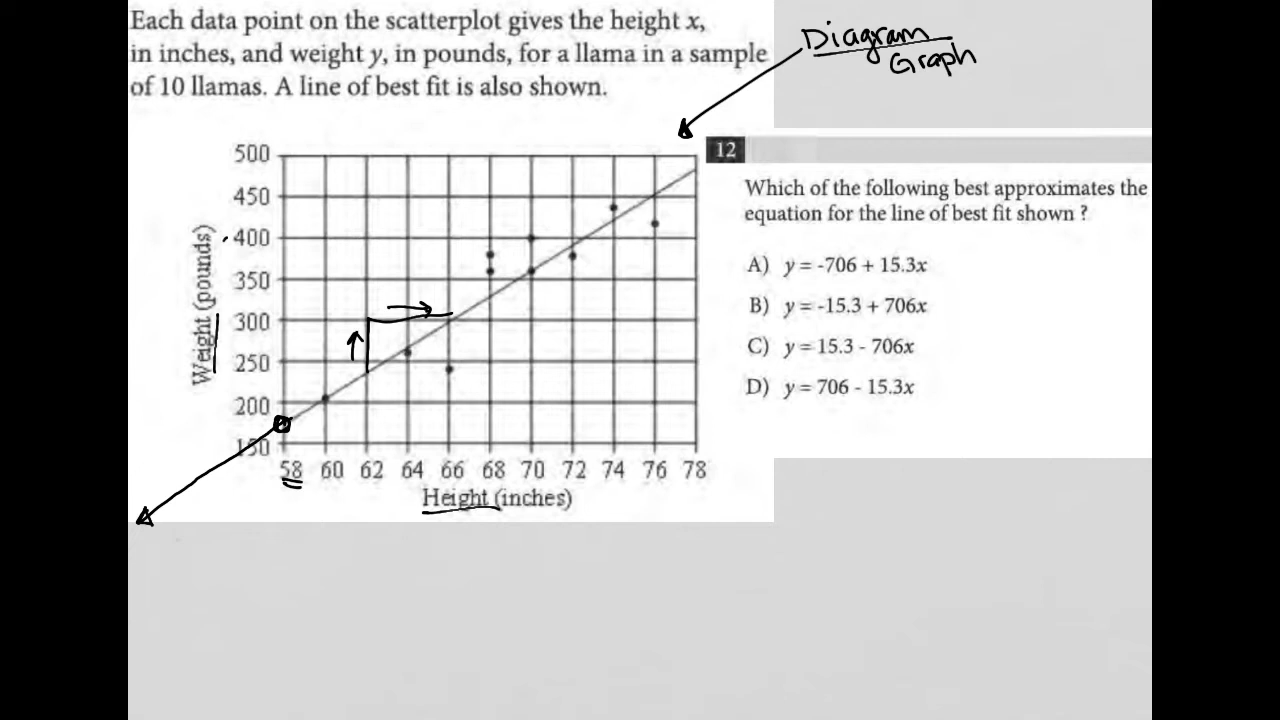 Each data point on the scatterplot gives the height x,
in inches, and weight y, in pounds, for a llama in a sample
of 10 llamas. A line of best fit is also shown.
Diagram
Graph
12
Which of the following best approximates the
equation for the line of best fit shown ?
A) y = -706 + 15.3x
B) y = -15.3 + 706x
C) y = 15.3 - 706x
D) y = 706 - 15.3x
Weight (pounds)
500
450
400
350
300
250
200
150
58 60 62 64 66 68 70 72 74 76 78
Height (inches)